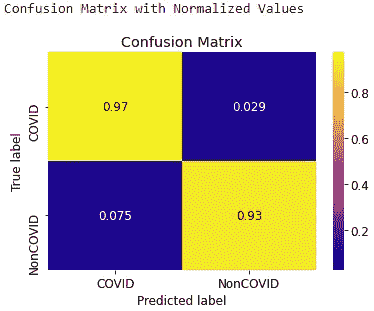 Confusion Matrix with Normalized Values
Confusion Matrix
True label
COVID
0.97
0.029
NonCOVID
0.075
0.93
COVID
NonCOVID
Predicted label
0.8
0.6
0.4
0.2